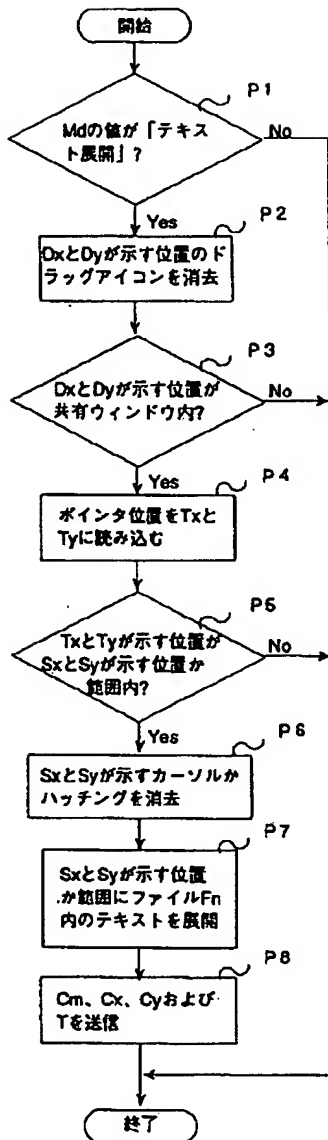 開始
P1
Mdの値が「テキス
ト展開」?
No
Yes
P2
DxとDyが示す位置のド
ラッグアイコンを消去
P3
DxとDyが示す位置が
共有ウィンドウ内?
No
Yes
P4
ポインタ位置をTxと
Tyに読み込む
P5
TxとTyが示す位置が
SxとSyが示す位置か
範囲内?
No
Yes
P6
SxとSyが示すカーソルか
ハッチングを消去
P7
SxとSyが示す位置
か範囲にファイルFn
内のテキストを展開
P8
Cm、Cx、Cyおよび
Tを送信
終了